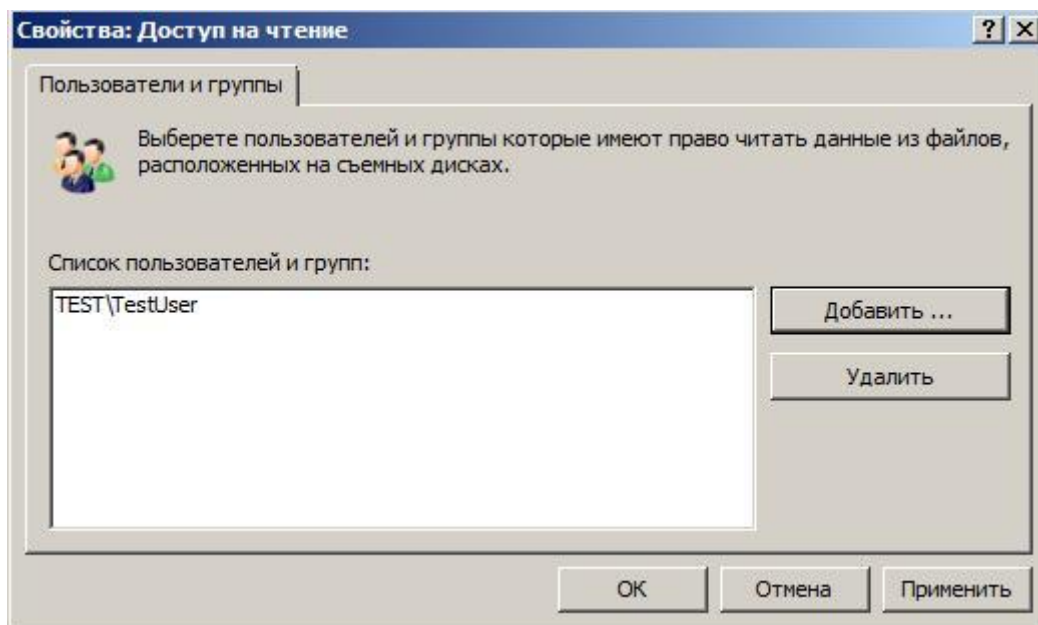 Свойства: Доступ на чтение
Пользователи и группы
Выберете пользователей и группы которые имеют право читать данные из файлов,
расположенных на съемных дисках.
Список пользователей и групп:
TEST\TestUser
Добавить ...
Удалить
OK
Отмена
Применить